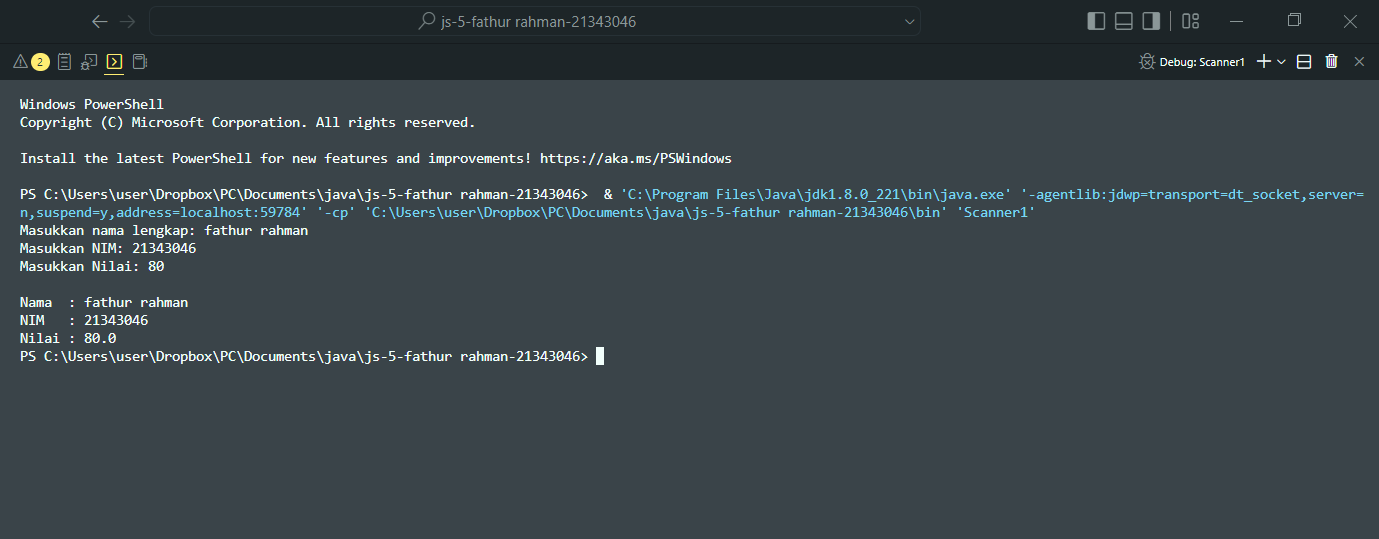 js-5-fathur rahman-21343046
2
Debug: Scanner1
Windows PowerShell
Copyright (C) Microsoft Corporation. All rights reserved.
Install the latest PowerShell for new features and improvements! https://aka.ms/PSWindows
PS C:\Users\user\Dropbox\PC\Documents\java\js-5-fathur rahman-21343046>  & 'C:\Program Files\Java\jdk1.8.0_221\bin\java.exe' '-agentlib:jdwp=transport=dt_socket,server=
n,suspend=y,address=localhost:59784' '-cp' 'C:\Users\user\Dropbox\PC\Documents\java\js-5-fathur rahman-21343046\bin' 'Scanner1'
Masukkan nama lengkap: fathur rahman
Masukkan NIM: 21343046
Masukkan Nilai: 80
Nama  : fathur rahman
NIM   : 21343046
Nilai : 80.0
PS C:\Users\user\Dropbox\PC\Documents\java\js-5-fathur rahman-21343046>